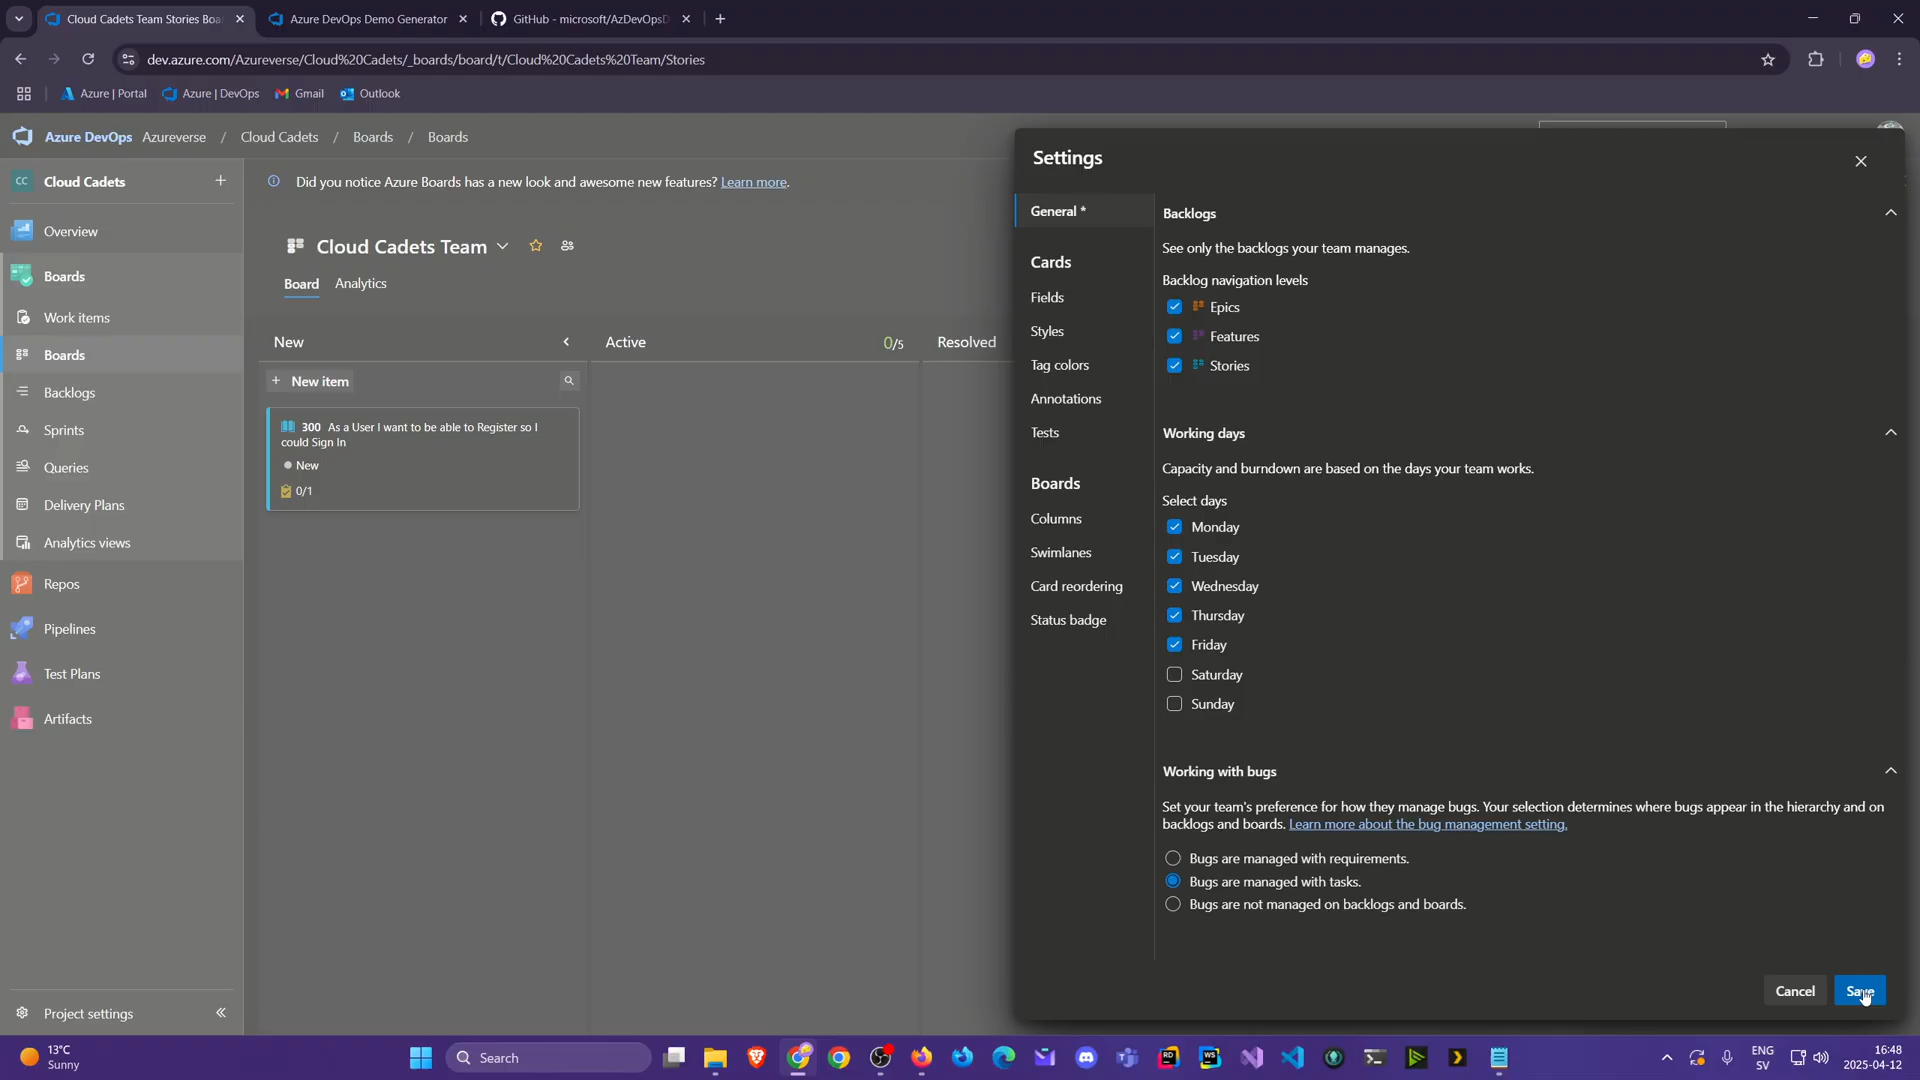 Cloud Cadets Team Stories Boa
Azure DevOps Demo Generator
GitHub - microsoft/AzDevOpsD
dev.azure.com/Azureverse/Cloud%20Cadets/_boards/board/t/Cloud%20Cadets%20Team/Stories
Azure | Portal
Azure | DevOps
Gmail
Outlook
Azure DevOps Azureverse / Cloud Cadets / Boards / Boards
CC Cloud Cadets
Overview
Boards
Work items
Boards
Backlogs
Sprints
Queries
Delivery Plans
Analytics views
Repos
Pipelines
Test Plans
Artifacts
Project settings
Did you notice Azure Boards has a new look and awesome new features? Learn more.
Cloud Cadets Team
Board Analytics
New
Active 0/5
Resolved
+ New item
300 As a User I want to be able to Register so I
could Sign In
New
0/1
Settings
General *
Cards
Fields
Styles
Tag colors
Annotations
Tests
Boards
Columns
Swimlanes
Card reordering
Status badge
Backlogs
See only the backlogs your team manages.
Backlog navigation levels
Epics
Features
Stories
Working days
Capacity and burndown are based on the days your team works.
Select days
Monday
Tuesday
Wednesday
Thursday
Friday
Saturday
Sunday
Working with bugs
Set your team's preference for how they manage bugs. Your selection determines where bugs appear in the hierarchy and on
backlogs and boards. Learn more about the bug management setting.
Bugs are managed with requirements.
Bugs are managed with tasks.
Bugs are not managed on backlogs and boards.
Cancel
Save
13°C
Sunny
Search
ENG
SV
16:48
2025-04-12